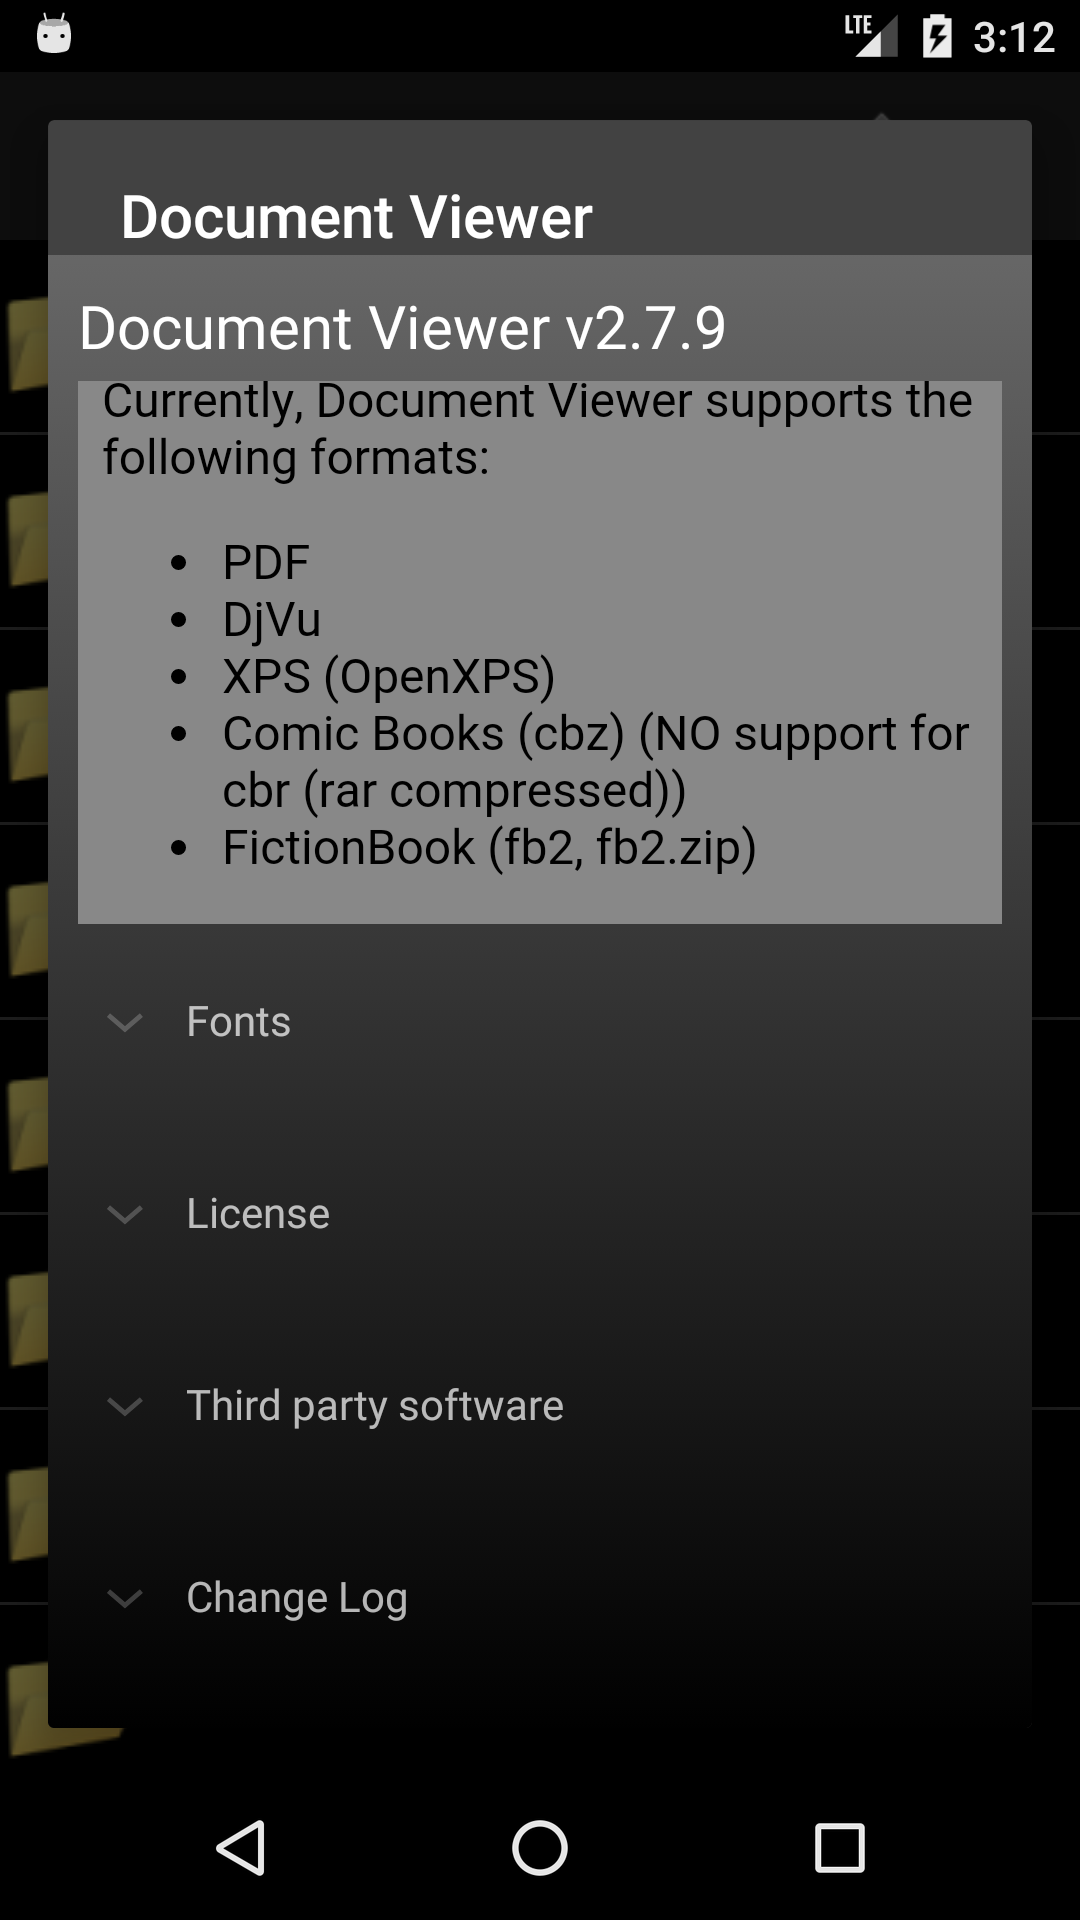 LTE 3:12
Document Viewer
Document Viewer v2.7.9
Currently, Document Viewer supports the
following formats:
• PDF
• DjVu
• XPS (OpenXPS)
• Comic Books (cbz) (NO support for
cbr (rar compressed))
• FictionBook (fb2, fb2.zip)
Fonts
License
Third party software
Change Log